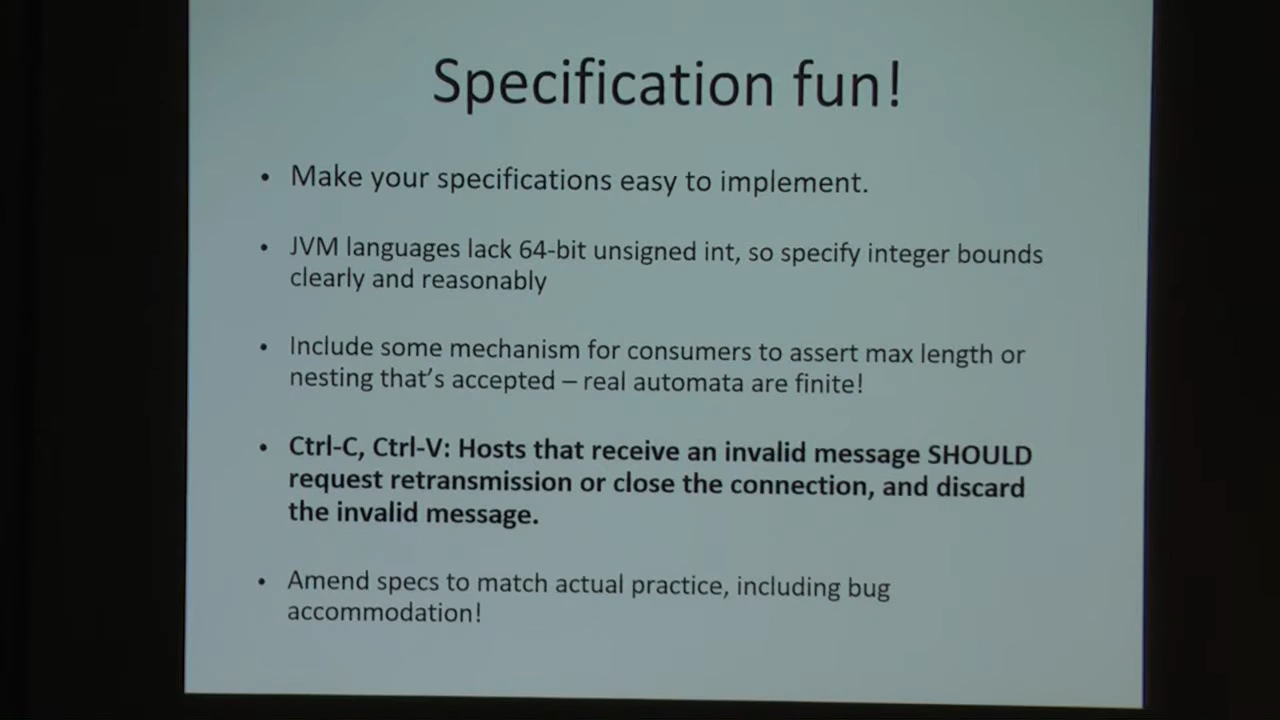 Specification fun!
• Make your specifications easy to implement.
• JVM languages lack 64-bit unsigned int, so specify integer bounds
clearly and reasonably
• Include some mechanism for consumers to assert max length or
nesting that's accepted – real automata are finite!
• Ctrl-C, Ctrl-V: Hosts that receive an invalid message SHOULD
request retransmission or close the connection, and discard
the invalid message.
• Amend specs to match actual practice, including bug
accommodation!